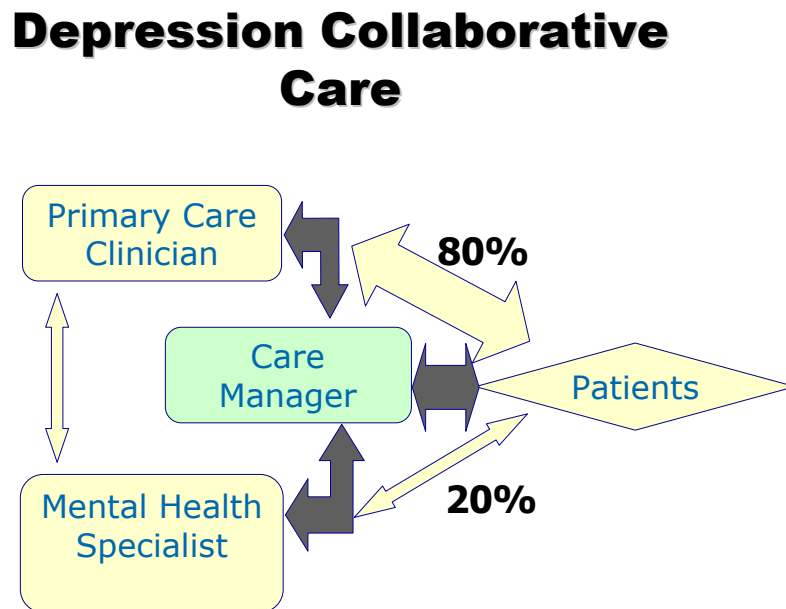 Depression Collaborative
Care
Primary Care
Clinician
80%
Care
Manager
Patients
20%
Mental Health
Specialist